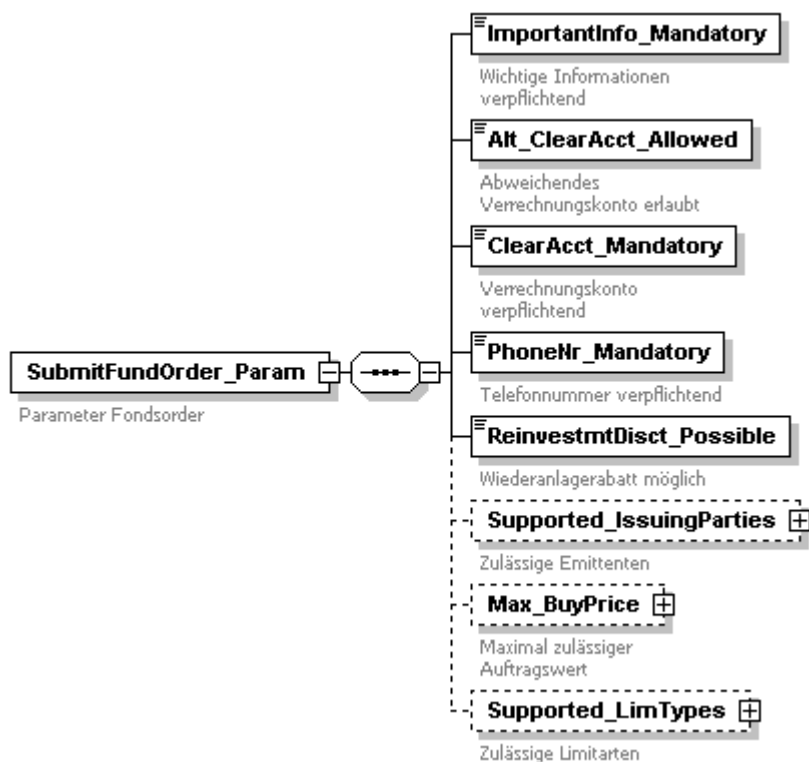 ImportantInfo_Mandatory
Wichtige Informationen
verpflichtend
Alt_ClearAcct_Allowed
Abweichendes
Verrechnungskonto erlaubt
ClearAcct_Mandatory
Verrechnungskonto
verpflichtend
PhoneNr_Mandatory
Telefonnummer verpflichtend
SubmitFundOrder_Param
Parameter Fondsorder
ReinvestmtDisct_Possible
Wiederanlagerabatt möglich
Supported_IssuingParties
Zulässige Emittenten
Max_BuyPrice
Maximal zulässiger
Auftragswert
Supported_LimTypes
Zulässige Limitarten